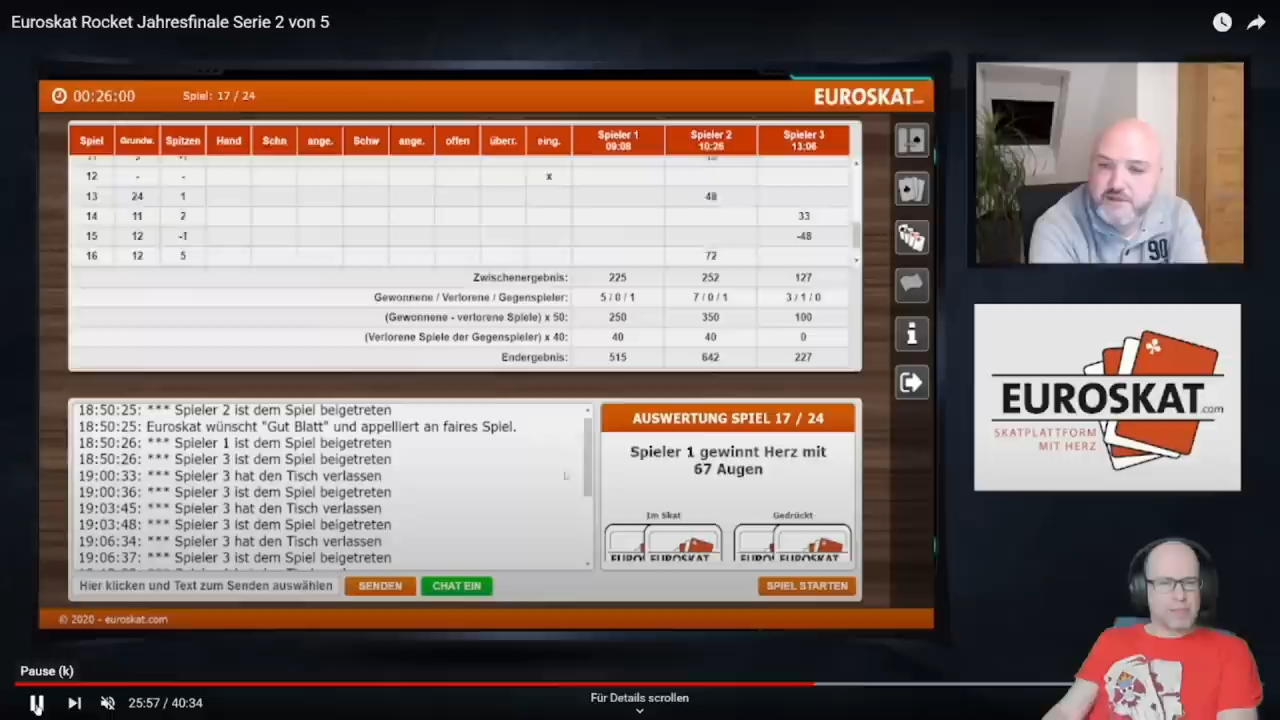 Euroskat Rocket Jahresfinale Serie 2 von 5
00:26:00 Spiel: 17 / 24 EUROSKAT.com
Spiel Grundw. Spitzen Hand Schn ange. Schw ange. offen überr. eing. Spieler 1 09:08 Spieler 2 10:26 Spieler 3 13:06
12 - - x
13 24 1 48
14 11 2 33
15 12 -1 -48
16 12 5 72
Zwischenergebnis: 225 252 127
Gewonnene / Verlorene / Gegenspieler: 5 / 0 / 1 7 / 0 / 1 3 / 1 / 0
(Gewonnene - verlorene Spiele) x 50: 250 350 100
(Verlorene Spiele der Gegenspieler) x 40: 40 40 0
Endergebnis: 515 642 227
18:50:25: *** Spieler 2 ist dem Spiel beigetreten
18:50:25: Euroskat wünscht "Gut Blatt" und appelliert an faires Spiel.
18:50:26: *** Spieler 1 ist dem Spiel beigetreten
18:50:26: *** Spieler 3 ist dem Spiel beigetreten
19:00:33: *** Spieler 3 hat den Tisch verlassen
19:00:36: *** Spieler 3 ist dem Spiel beigetreten
19:03:45: *** Spieler 3 hat den Tisch verlassen
19:03:48: *** Spieler 3 ist dem Spiel beigetreten
19:06:34: *** Spieler 3 hat den Tisch verlassen
19:06:37: *** Spieler 3 ist dem Spiel beigetreten
Hier klicken und Text zum Senden auswählen SENDEN CHAT EIN
AUSWERTUNG SPIEL 17 / 24
Spieler 1 gewinnt Herz mit
67 Augen
Im Skat Gedrückt
EUROSKAT EUROSKAT
SPIEL STARTEN
© 2020 - euroskat.com
90
EUROSKAT.com
SKATPLATTFORM
MIT HERZ
Pause (k)
25:57 / 40:34
Für Details scrollen